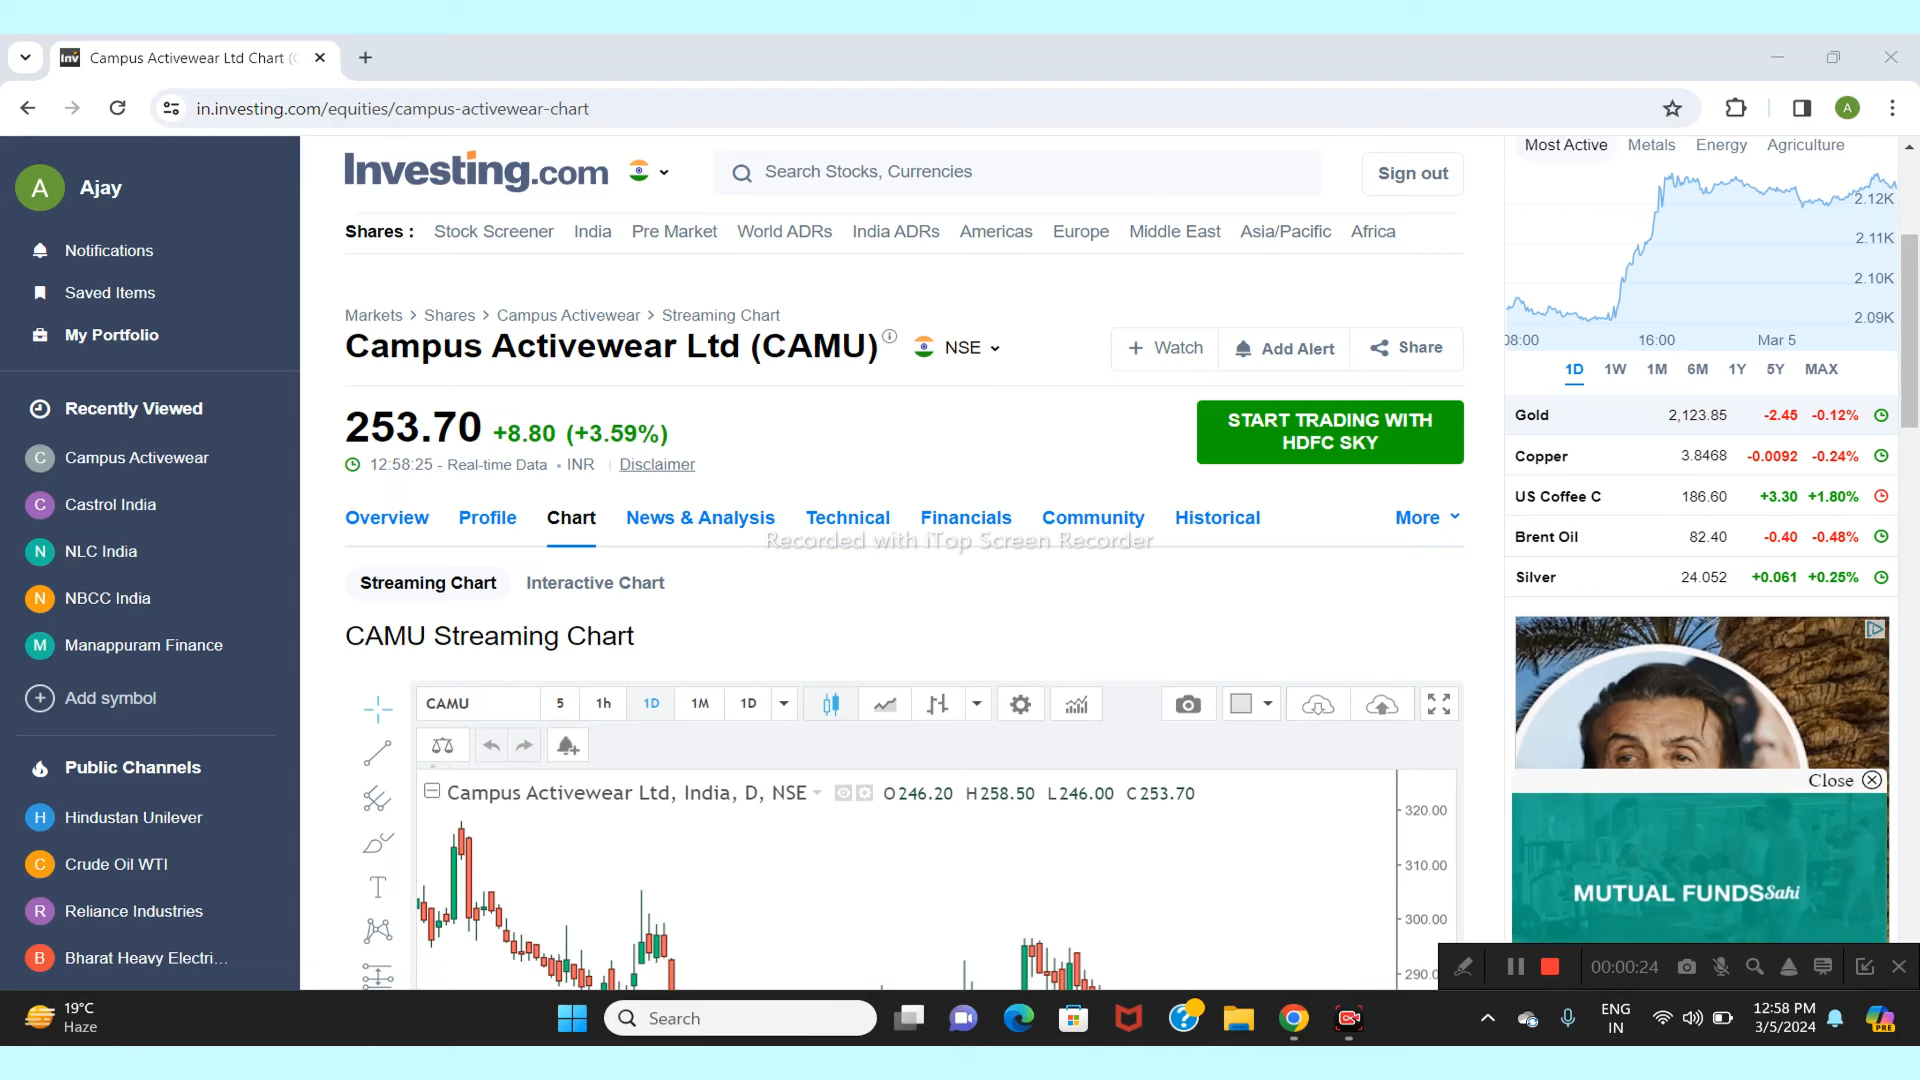 Campus Activewear Ltd Chart (C
in.investing.com/equities/campus-activewear-chart
A
A
Ajay
Notifications
Saved Items
My Portfolio
Recently Viewed
C Campus Activewear
C Castrol India
N NLC India
N NBCC India
M Manappuram Finance
Add symbol
Public Channels
H Hindustan Unilever
C Crude Oil WTI
R Reliance Industries
B Bharat Heavy Electri...
Investing.com
Search Stocks, Currencies
Sign out
Shares : Stock Screener India Pre Market World ADRs India ADRs Americas Europe Middle East Asia/Pacific Africa
Markets > Shares > Campus Activewear > Streaming Chart
Campus Activewear Ltd (CAMU)
NSE
+ Watch
Add Alert
Share
253.70 +8.80 (+3.59%)
12:58:25 - Real-time Data • INR | Disclaimer
START TRADING WITH
HDFC SKY
Overview Profile Chart News & Analysis Technical Financials Community Historical More
Recorded with iTop Screen Recorder
Streaming Chart Interactive Chart
CAMU Streaming Chart
CAMU 5 1h 1D 1M 1D
Campus Activewear Ltd, India, D, NSE O246.20 H258.50 L246.00 C253.70
320.00
310.00
300.00
290.0
Most Active Metals Energy Agriculture
2.12K
2.11K
2.10K
2.09K
08:00 16:00 Mar 5
1D 1W 1M 6M 1Y 5Y MAX
Gold 2,123.85 -2.45 -0.12%
Copper 3.8468 -0.0092 -0.24%
US Coffee C 186.60 +3.30 +1.80%
Brent Oil 82.40 -0.40 -0.48%
Silver 24.052 +0.061 +0.25%
Close
MUTUAL FUNDS Sahi
00:00:24
19°C
Haze
Search
ENG
IN
12:58 PM
3/5/2024
PRE